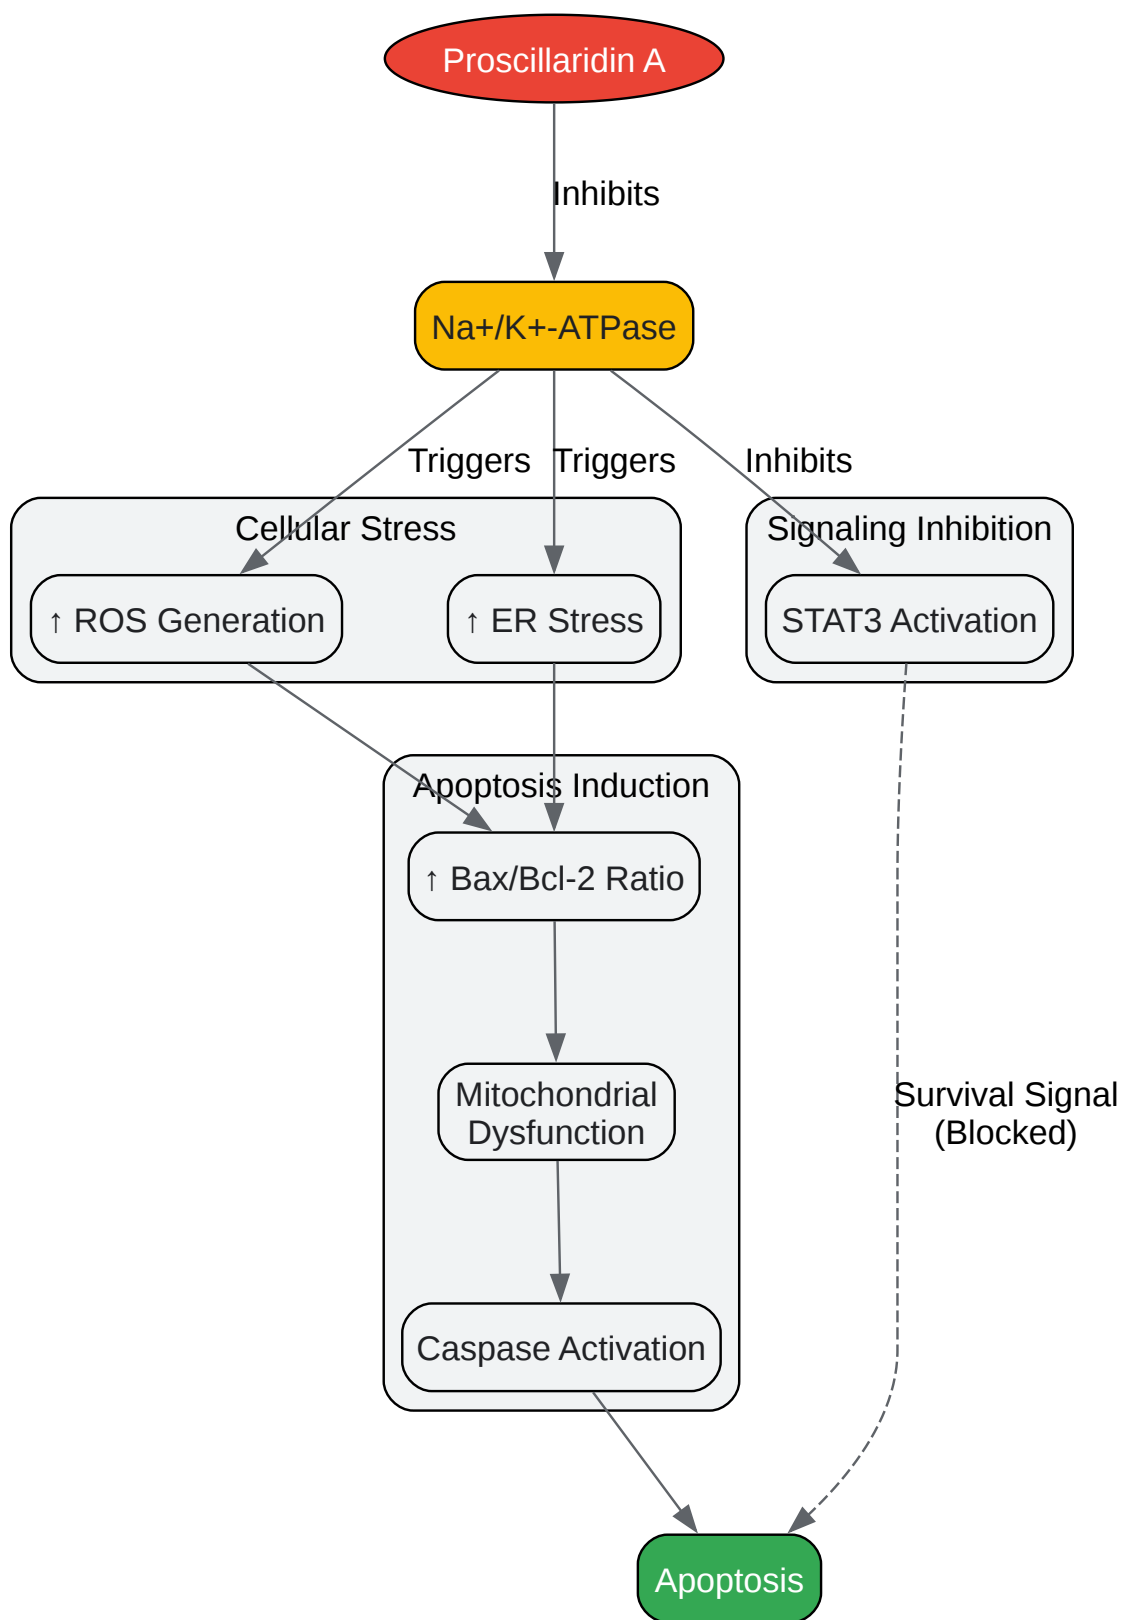 Proscillaridin A
Inhibits
Na+/K+-ATPase
Triggers
Triggers
Inhibits
Cellular Stress
Signaling Inhibition
↑ ROS Generation
↑ ER Stress
STAT3 Activation
Apoptosis Induction
↑ Bax/Bcl-2 Ratio
Mitochondrial
Dysfunction
Survival Signal
(Blocked)
Caspase Activation
Apoptosis